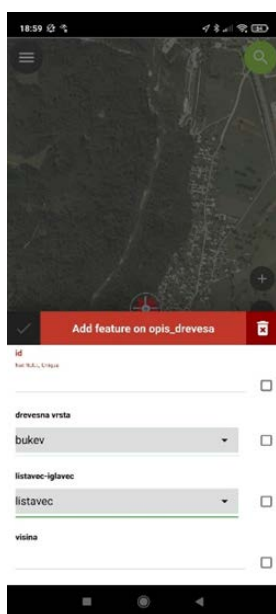 18:59
Add feature on opis_drevesa
id
Not NULL, Unique
drevesna vrsta
bukev
listavec-iglavec
listavec
visina